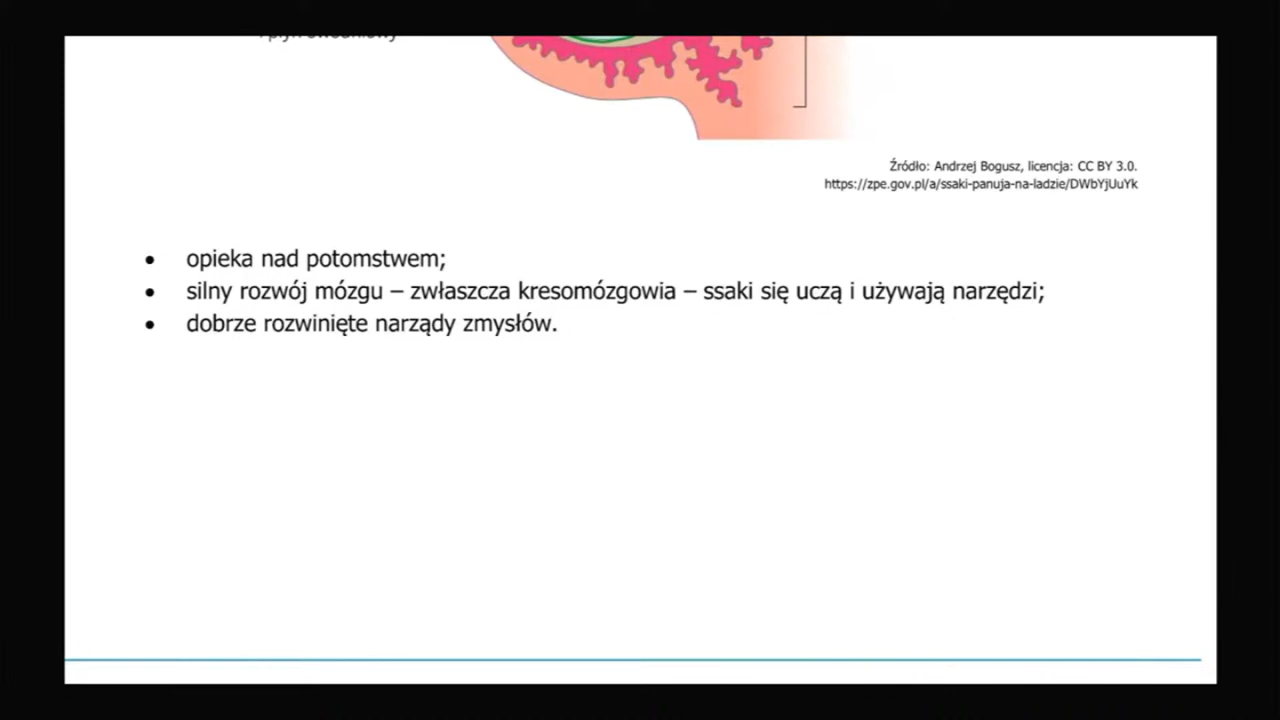 Źródło: Andrzej Bogusz, licencja: CC BY 3.0.
https://zpe.gov.pl/a/ssaki-panuja-na-ladzie/DWbYjUuYk
• opieka nad potomstwem;
• silny rozwój mózgu – zwłaszcza kresomózgowia – ssaki się uczą i używają narzędzi;
• dobrze rozwinięte narządy zmysłów.